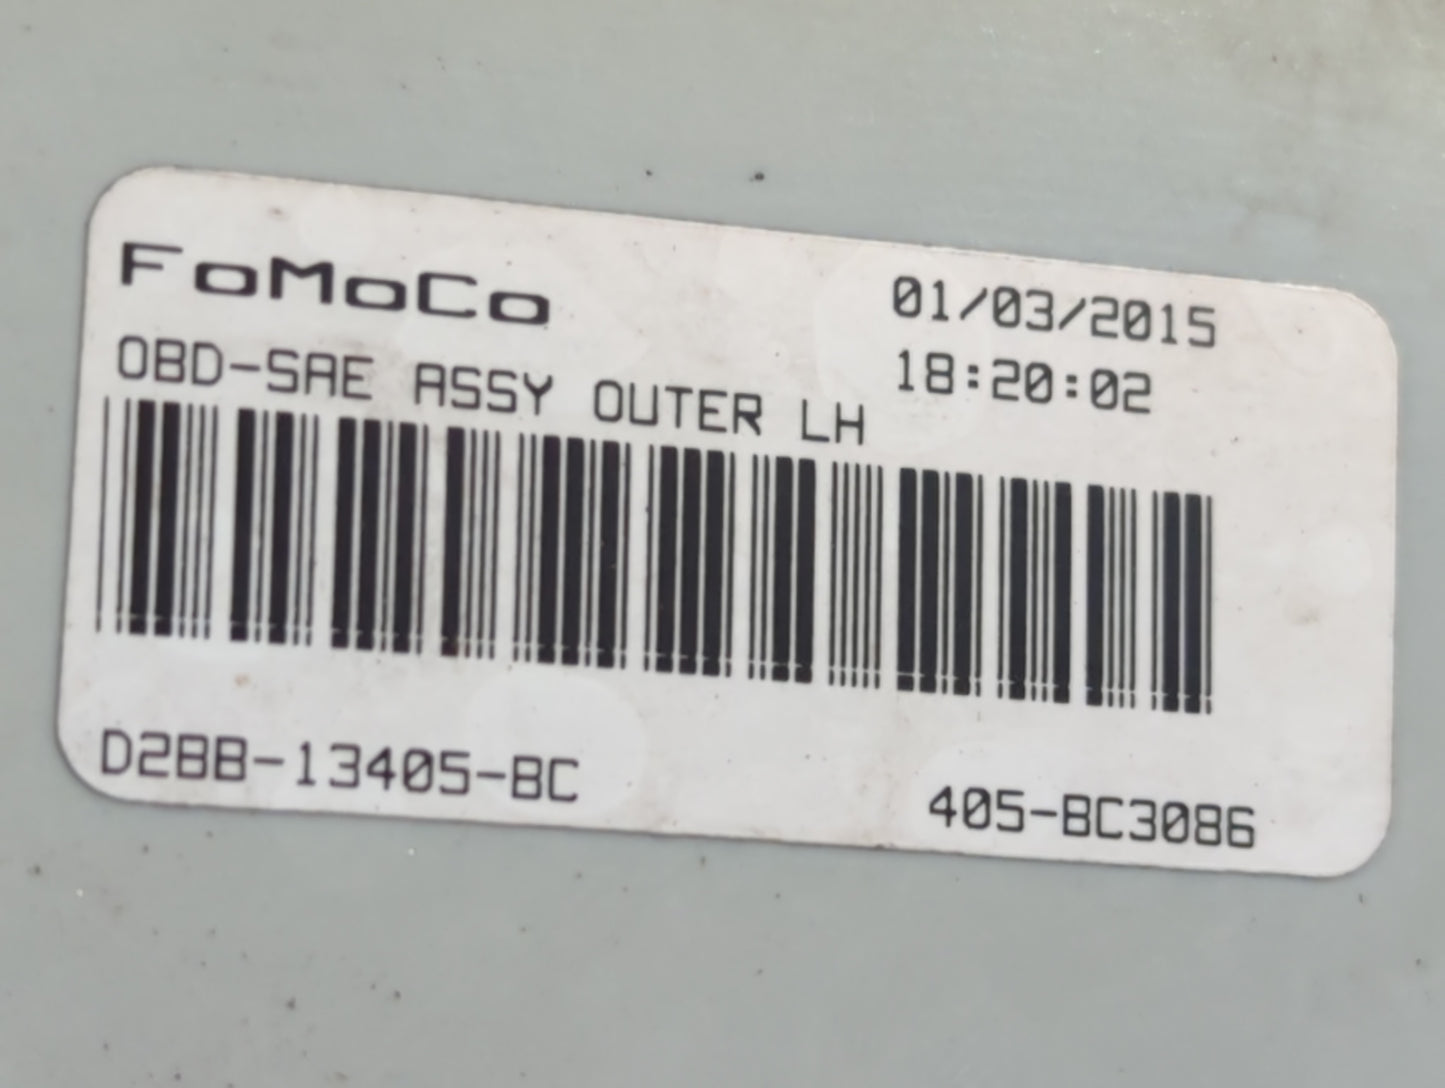 FoMoCo
01/03/2015
18:20:02
OBD-SAE ASSY OUTER LH
D2BB-13405-BC
405-BC3086